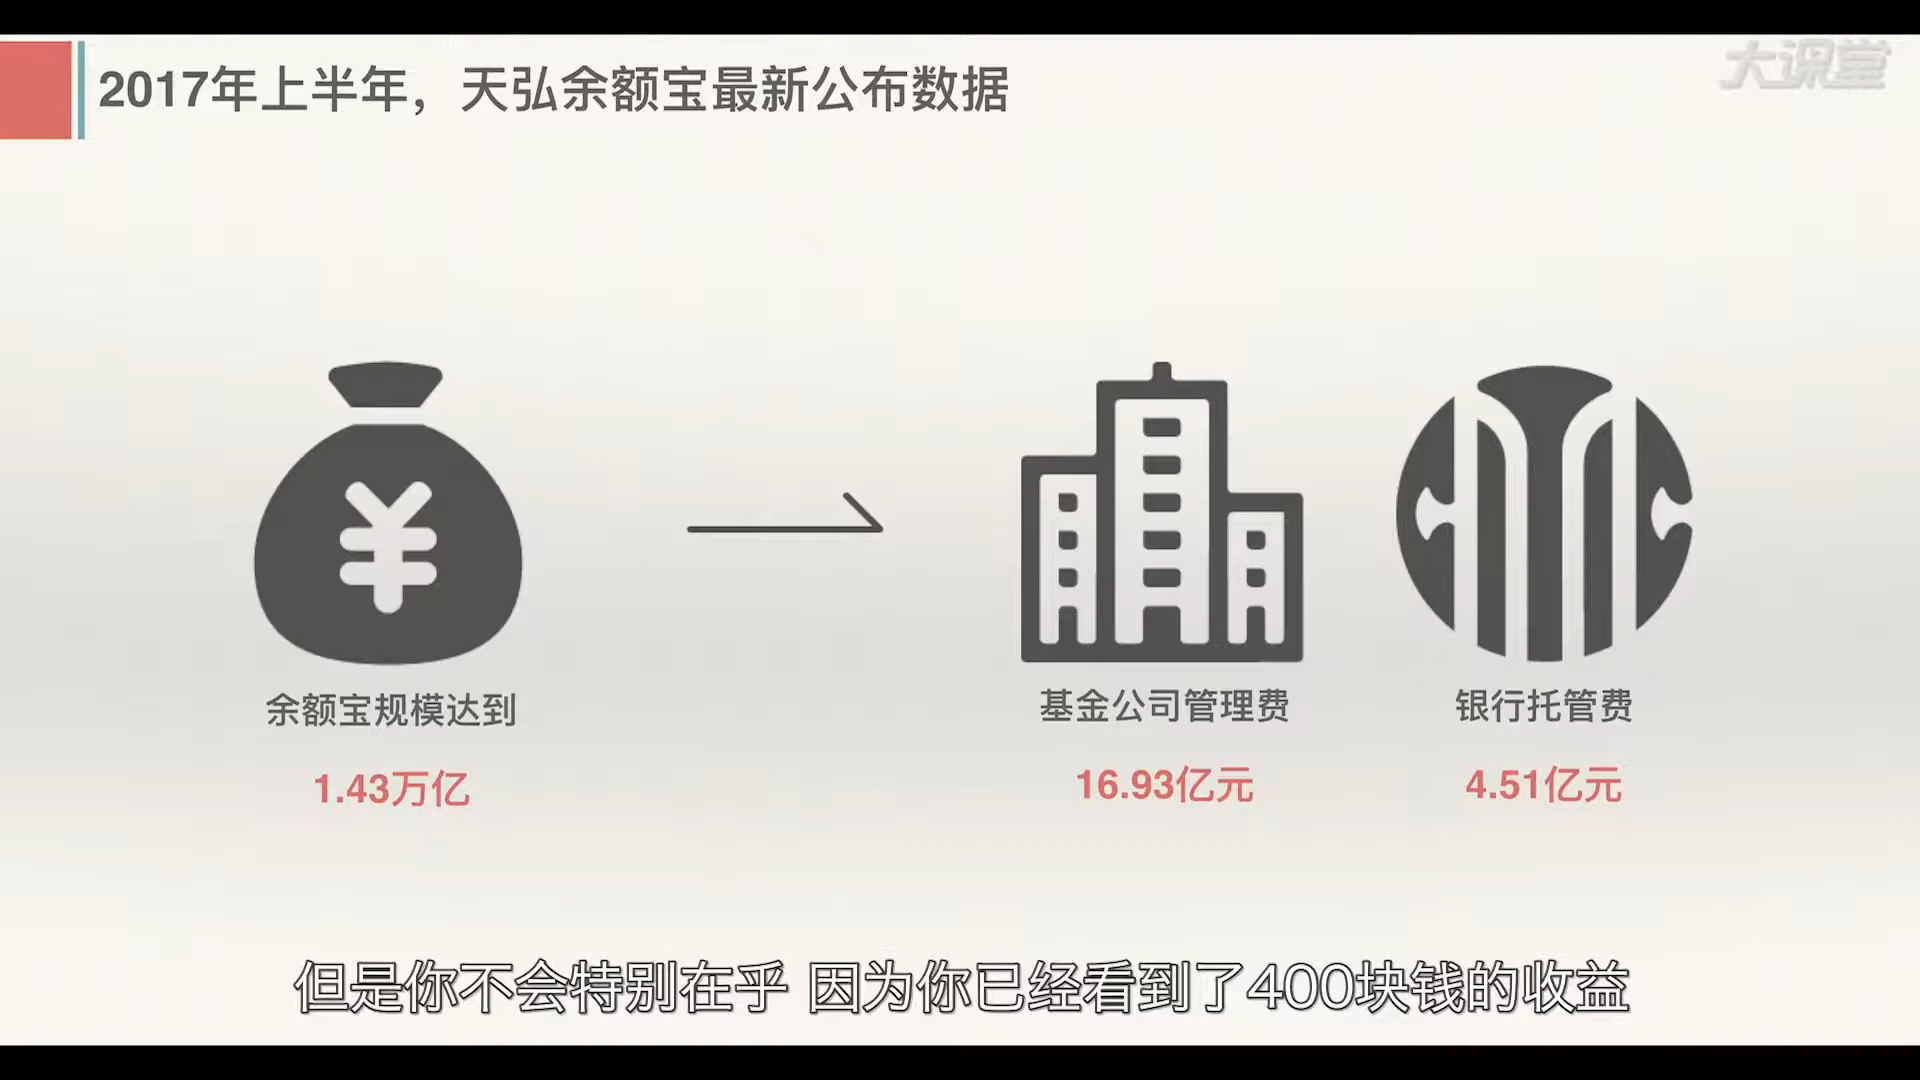 2017年上半年，天弘余额宝最新公布数据
大课堂
余额宝规模达到
1.43万亿
基金公司管理费
16.93亿元
银行托管费
4.51亿元
但是你不会特别在乎 因为你已经看到了400块钱的收益